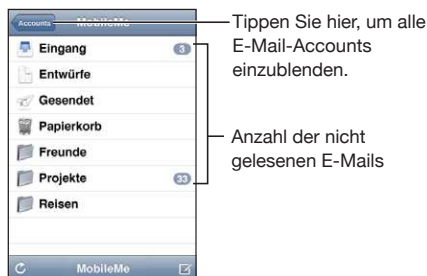 Accounts
MobileMe
Eingang
3
Entwürfe
Gesendet
Papierkorb
Freunde
Projekte
33
Reisen
MobileMe
Tippen Sie hier, um alle
E-Mail-Accounts
einzublenden.
Anzahl der nicht
gelesenen E-Mails